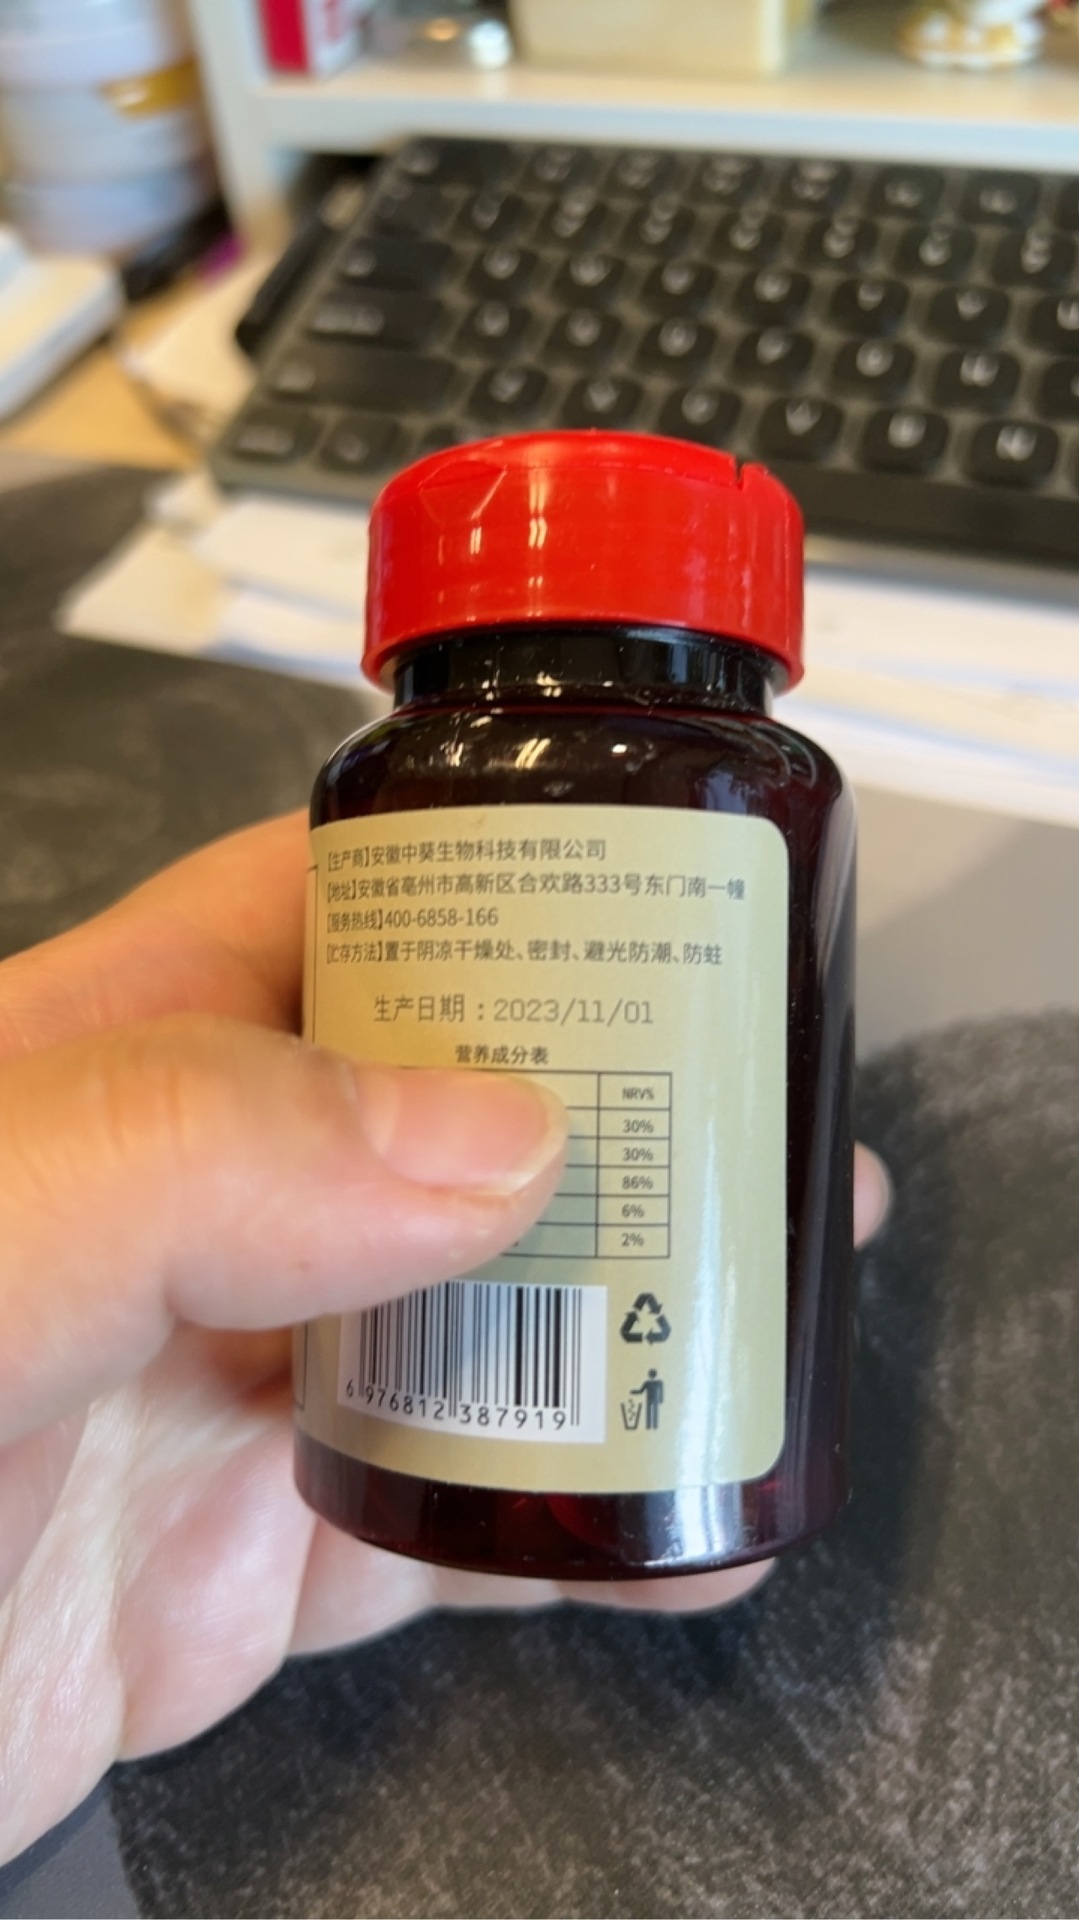 【生产商】安徽中葵生物科技有限公司
【地址】安徽省亳州市高新区合欢路333号东门南一幢
【服务热线】400-6858-166
【贮存方法】置于阴凉干燥处、密封、避光防潮、防蛀
生产日期：2023/11/01
营养成分表
NRV%
30%
30%
86%
6%
2%
6 976812 387919